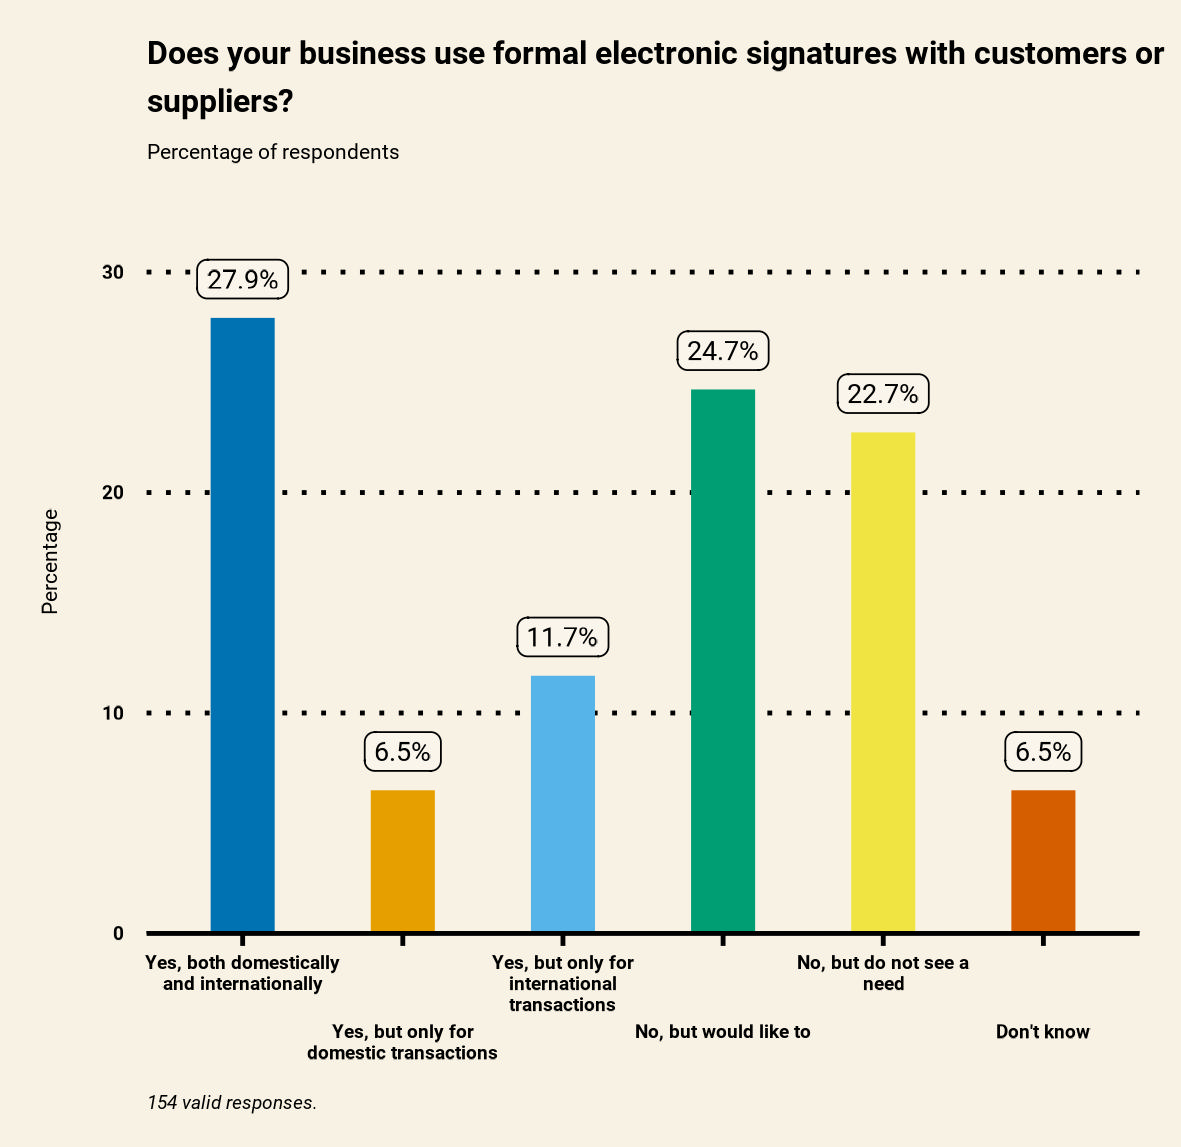 Does your business use formal electronic signatures with customers or
suppliers?
Percentage of respondents
30
27.9%
24.7%
22.7%
20
Percentage
11.7%
10
6.5%
6.5%
0
Yes, both domestically
and internationally
Yes, but only for
domestic transactions
Yes, but only for
international
transactions
No, but would like to
No, but do not see a
need
Don't know
154 valid responses.